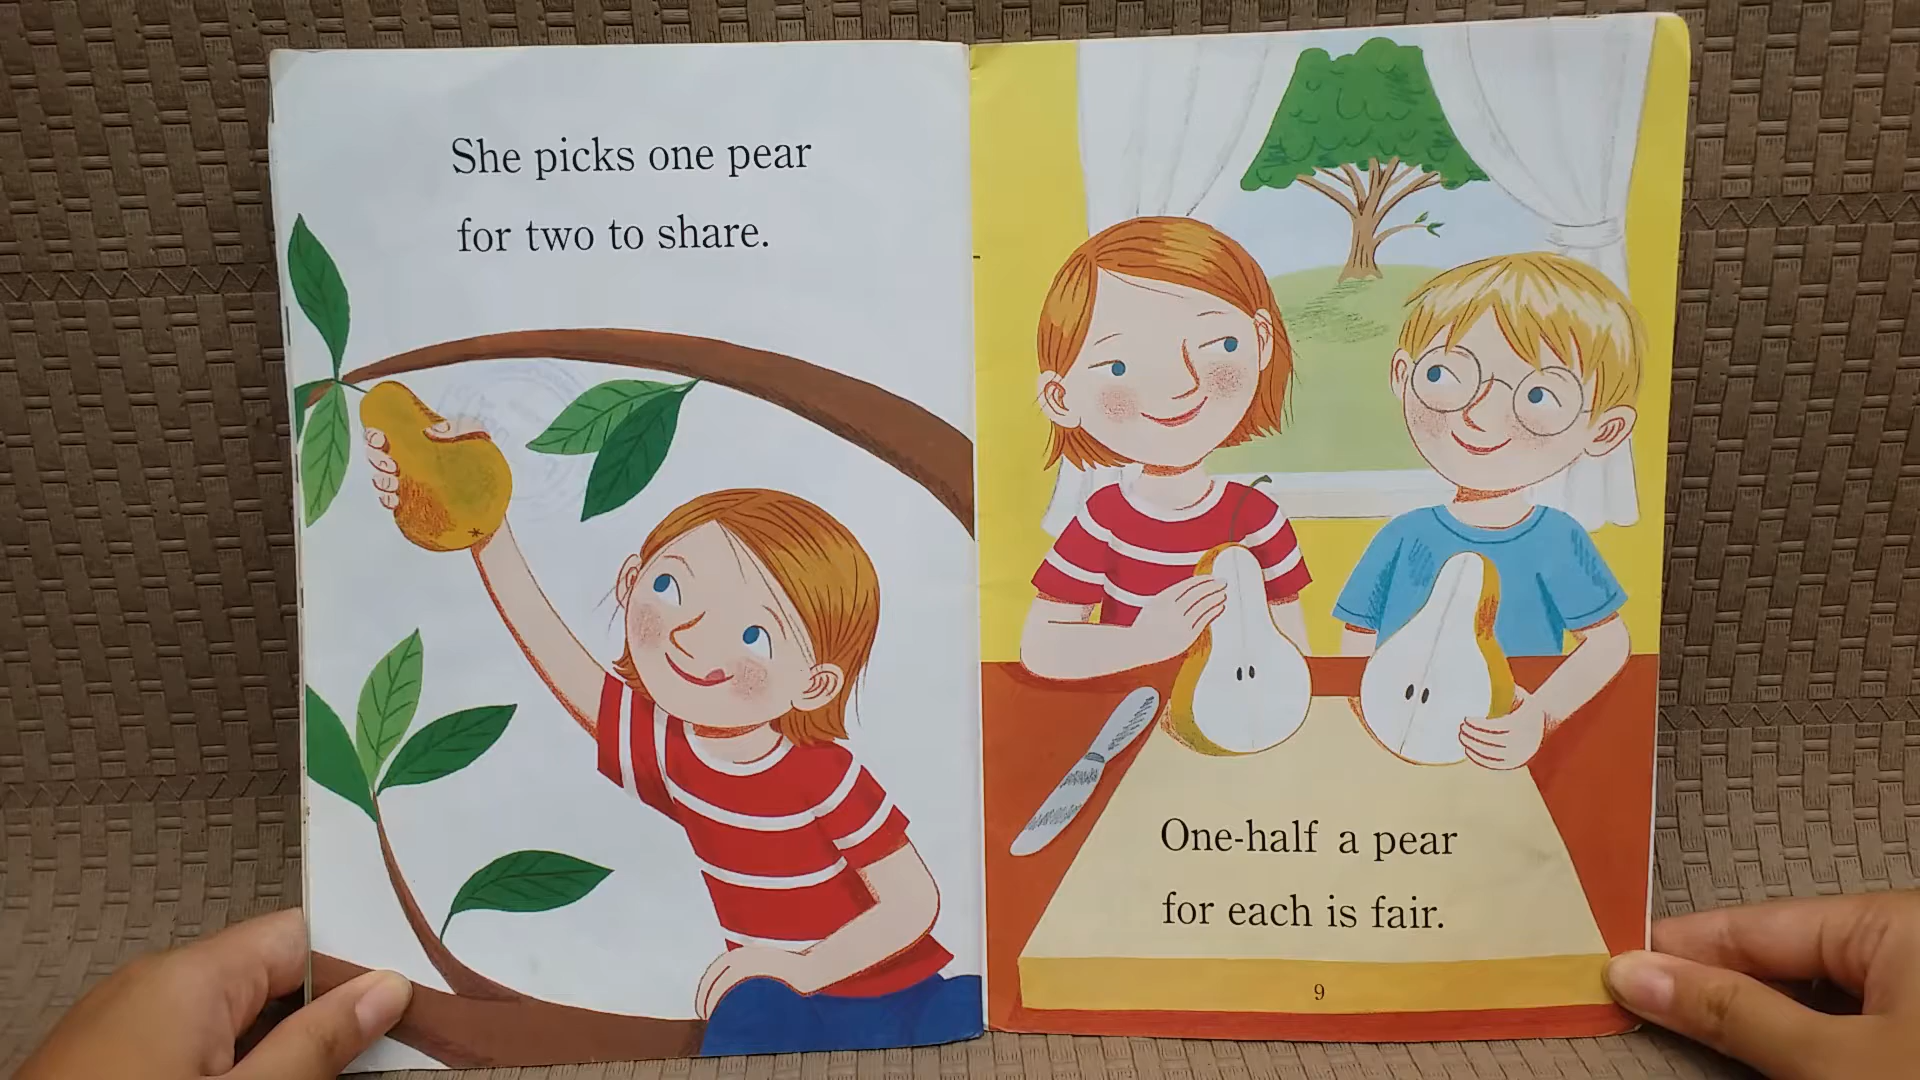 She picks one pear
for two to share.
One-half a pear
for each is fair.
9